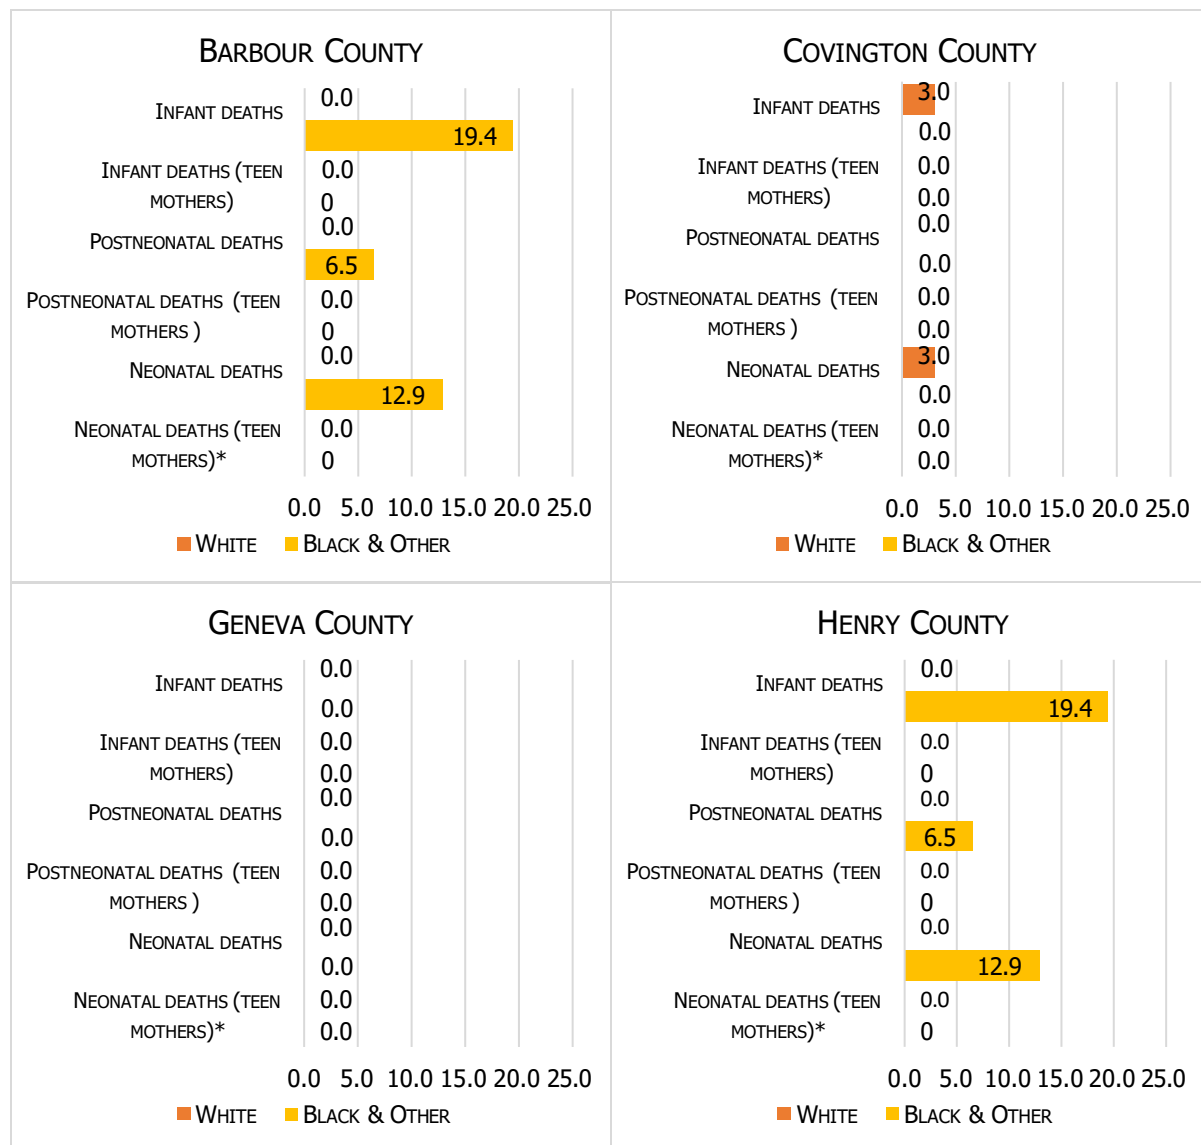 Barbour County
Infant deaths
0.0
19.4
Infant deaths (teen
mothers)
0.0
0
Postneonatal deaths
0.0
6.5
Postneonatal deaths (teen
mothers )
0.0
0
Neonatal deaths
0.0
12.9
Neonatal deaths (teen
mothers)*
0.0
0
0.0 5.0 10.0 15.0 20.0 25.0
White Black & Other
Covington County
Infant deaths
3.0
0.0
Infant deaths (teen
mothers)
0.0
0.0
Postneonatal deaths
0.0
0.0
Postneonatal deaths (teen
mothers )
0.0
0.0
Neonatal deaths
3.0
0.0
Neonatal deaths (teen
mothers)*
0.0
0.0
0.0 5.0 10.0 15.0 20.0 25.0
White Black & Other
Geneva County
Infant deaths
0.0
0.0
Infant deaths (teen
mothers)
0.0
0.0
Postneonatal deaths
0.0
0.0
Postneonatal deaths (teen
mothers )
0.0
0.0
Neonatal deaths
0.0
0.0
Neonatal deaths (teen
mothers)*
0.0
0.0
0.0 5.0 10.0 15.0 20.0 25.0
White Black & Other
Henry County
Infant deaths
0.0
19.4
Infant deaths (teen
mothers)
0.0
0
Postneonatal deaths
0.0
6.5
Postneonatal deaths (teen
mothers )
0.0
0
Neonatal deaths
0.0
12.9
Neonatal deaths (teen
mothers)*
0.0
0
0.0 5.0 10.0 15.0 20.0 25.0
White Black & Other